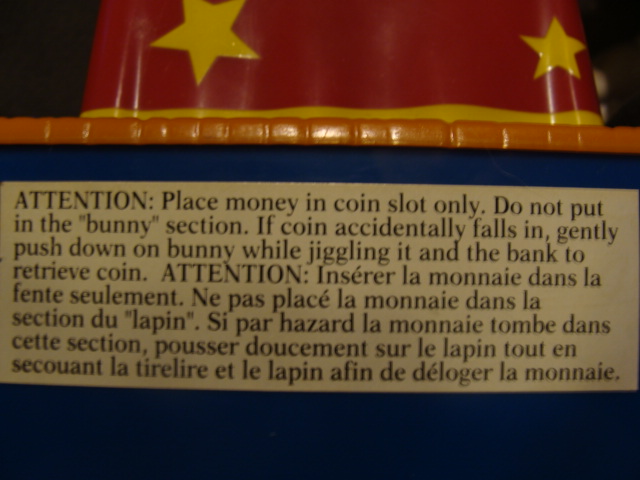 ATTENTION: Place money in coin slot only. Do not put
in the "bunny" section. If coin accidentally falls in, gently
push down on bunny while jiggling it and the bank to
retrieve coin. ATTENTION: Insérer la monnaie dans la
fente seulement. Ne pas placé la monnaie dans la
section du "lapin". Si par hazard la monnaie tombe dans
cette section, pousser doucement sur le lapin tout en
secouant la tirelire et le lapin afin de déloger la monnaie.